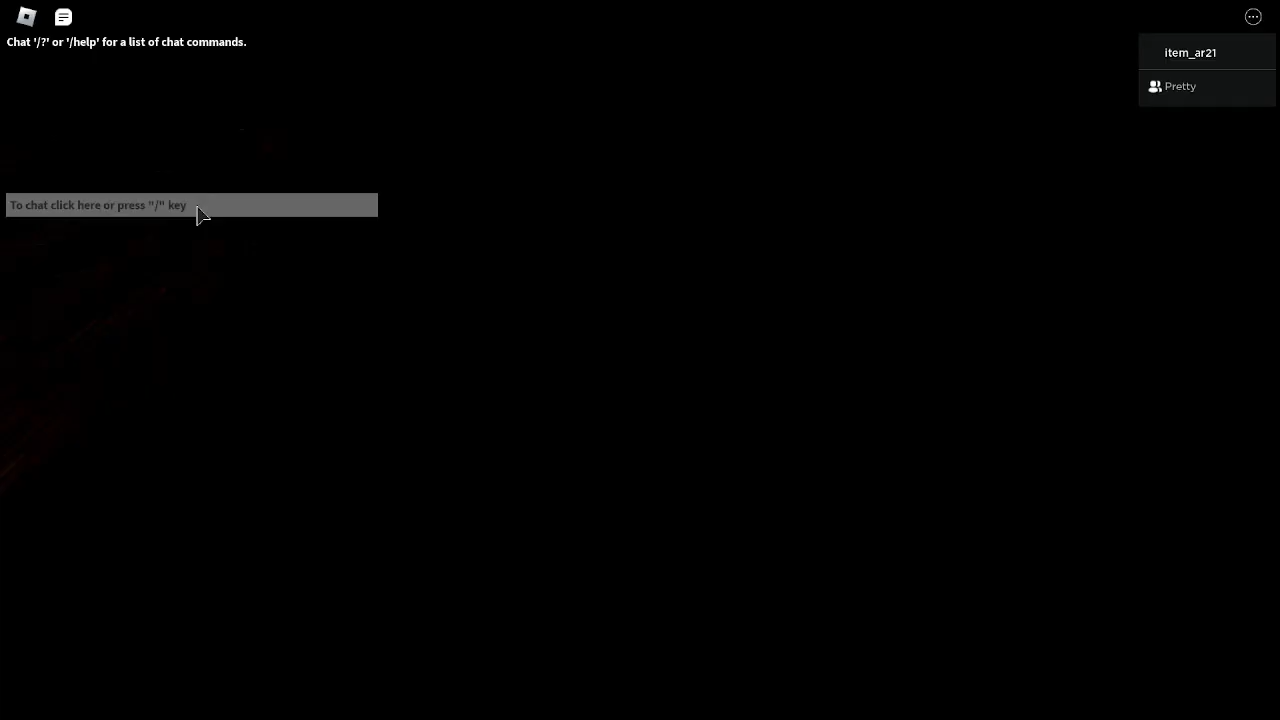 Chat '/?' or '/help' for a list of chat commands.
item_ar21
Pretty
To chat click here or press "/" key